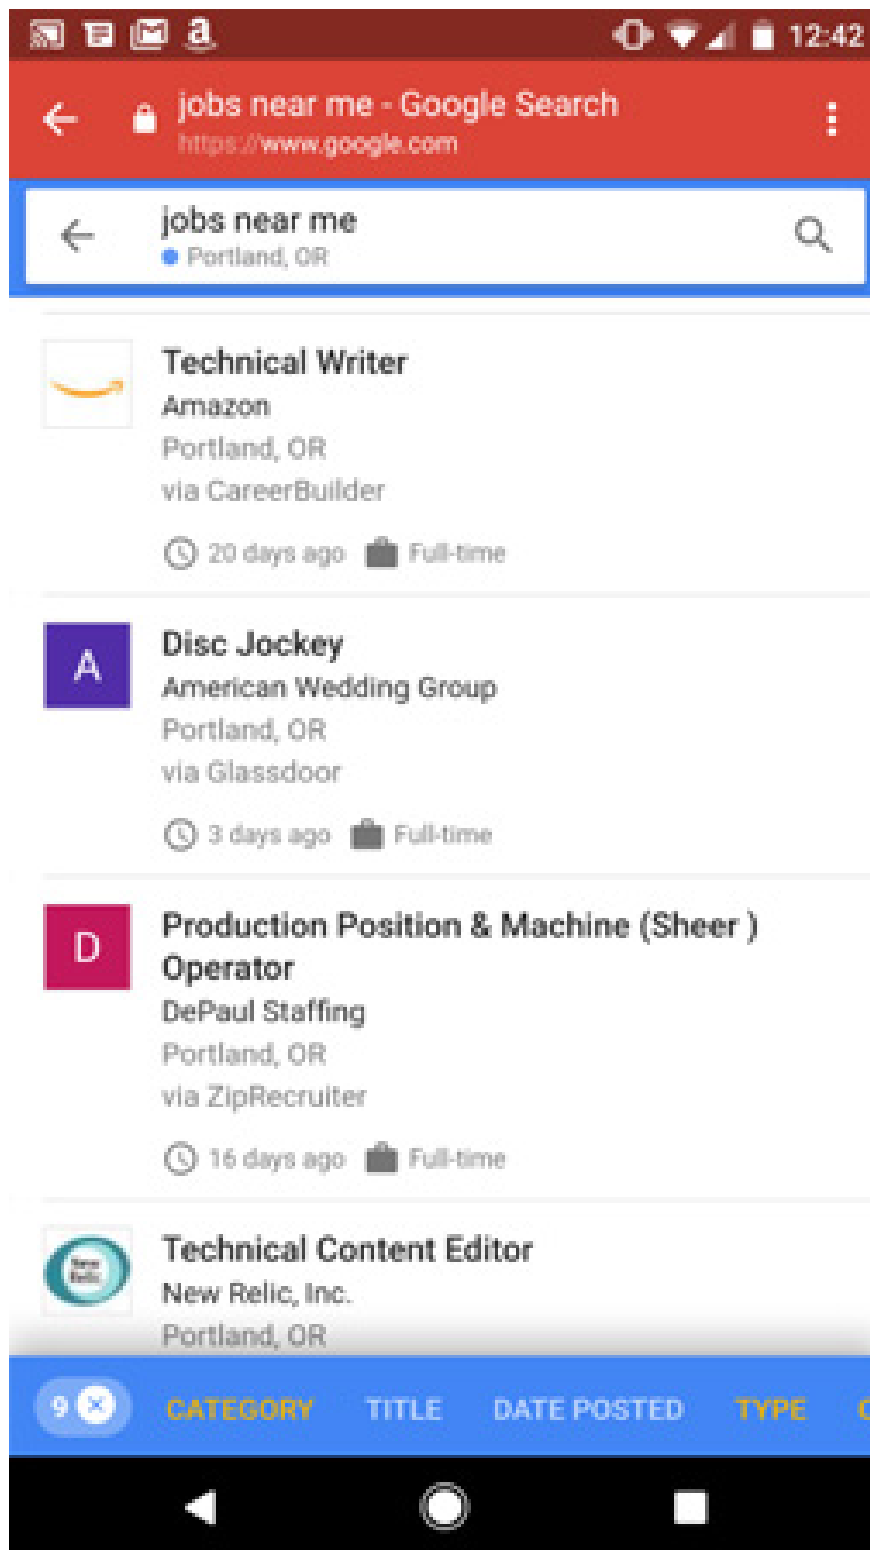 12:42
jobs near me - Google Search
https://www.google.com
jobs near me
Portland, OR
Technical Writer
Amazon
Portland, OR
via CareerBuilder
20 days ago Full-time
A
Disc Jockey
American Wedding Group
Portland, OR
via Glassdoor
3 days ago Full-time
D
Production Position & Machine (Sheer )
Operator
DePaul Staffing
Portland, OR
via ZipRecruiter
16 days ago Full-time
New
Relic
Technical Content Editor
New Relic, Inc.
Portland, OR
9 CATEGORY TITLE DATE POSTED TYPE